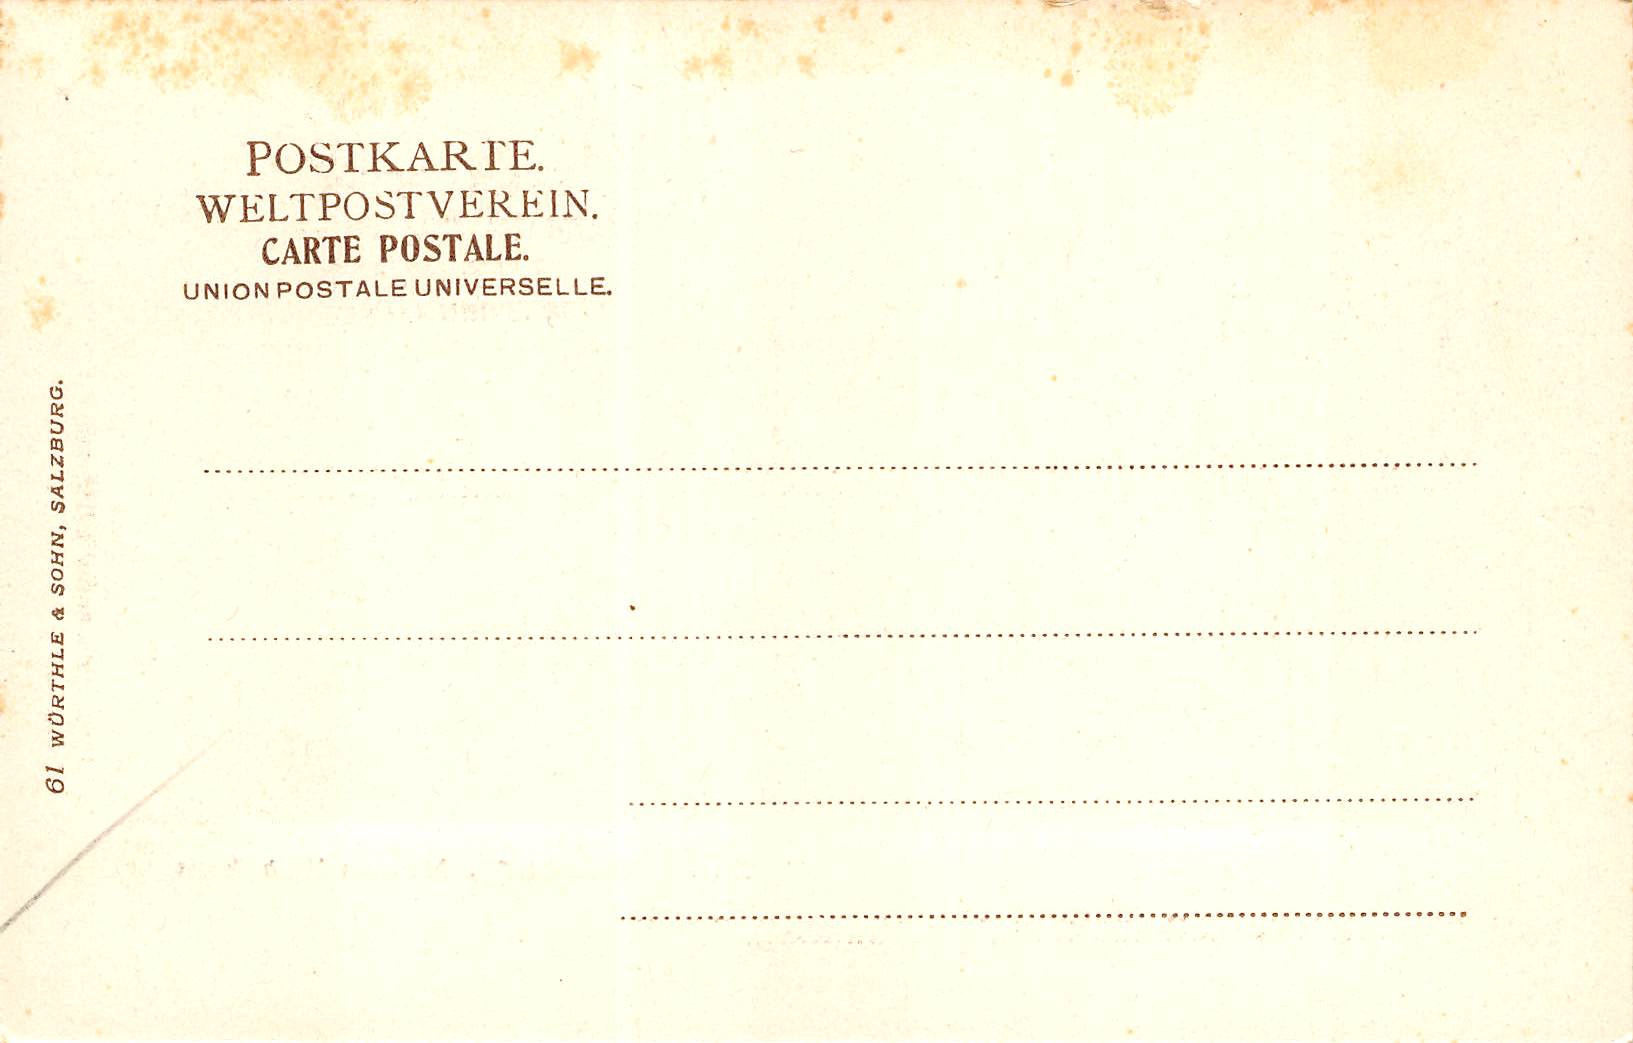 POSTKARTE.
WELTPOSTVEREIN.
CARTE POSTALE.
UNION POSTALE UNIVERSELLE.
61 WÜRTHLE & SOHN, SALZBURG.